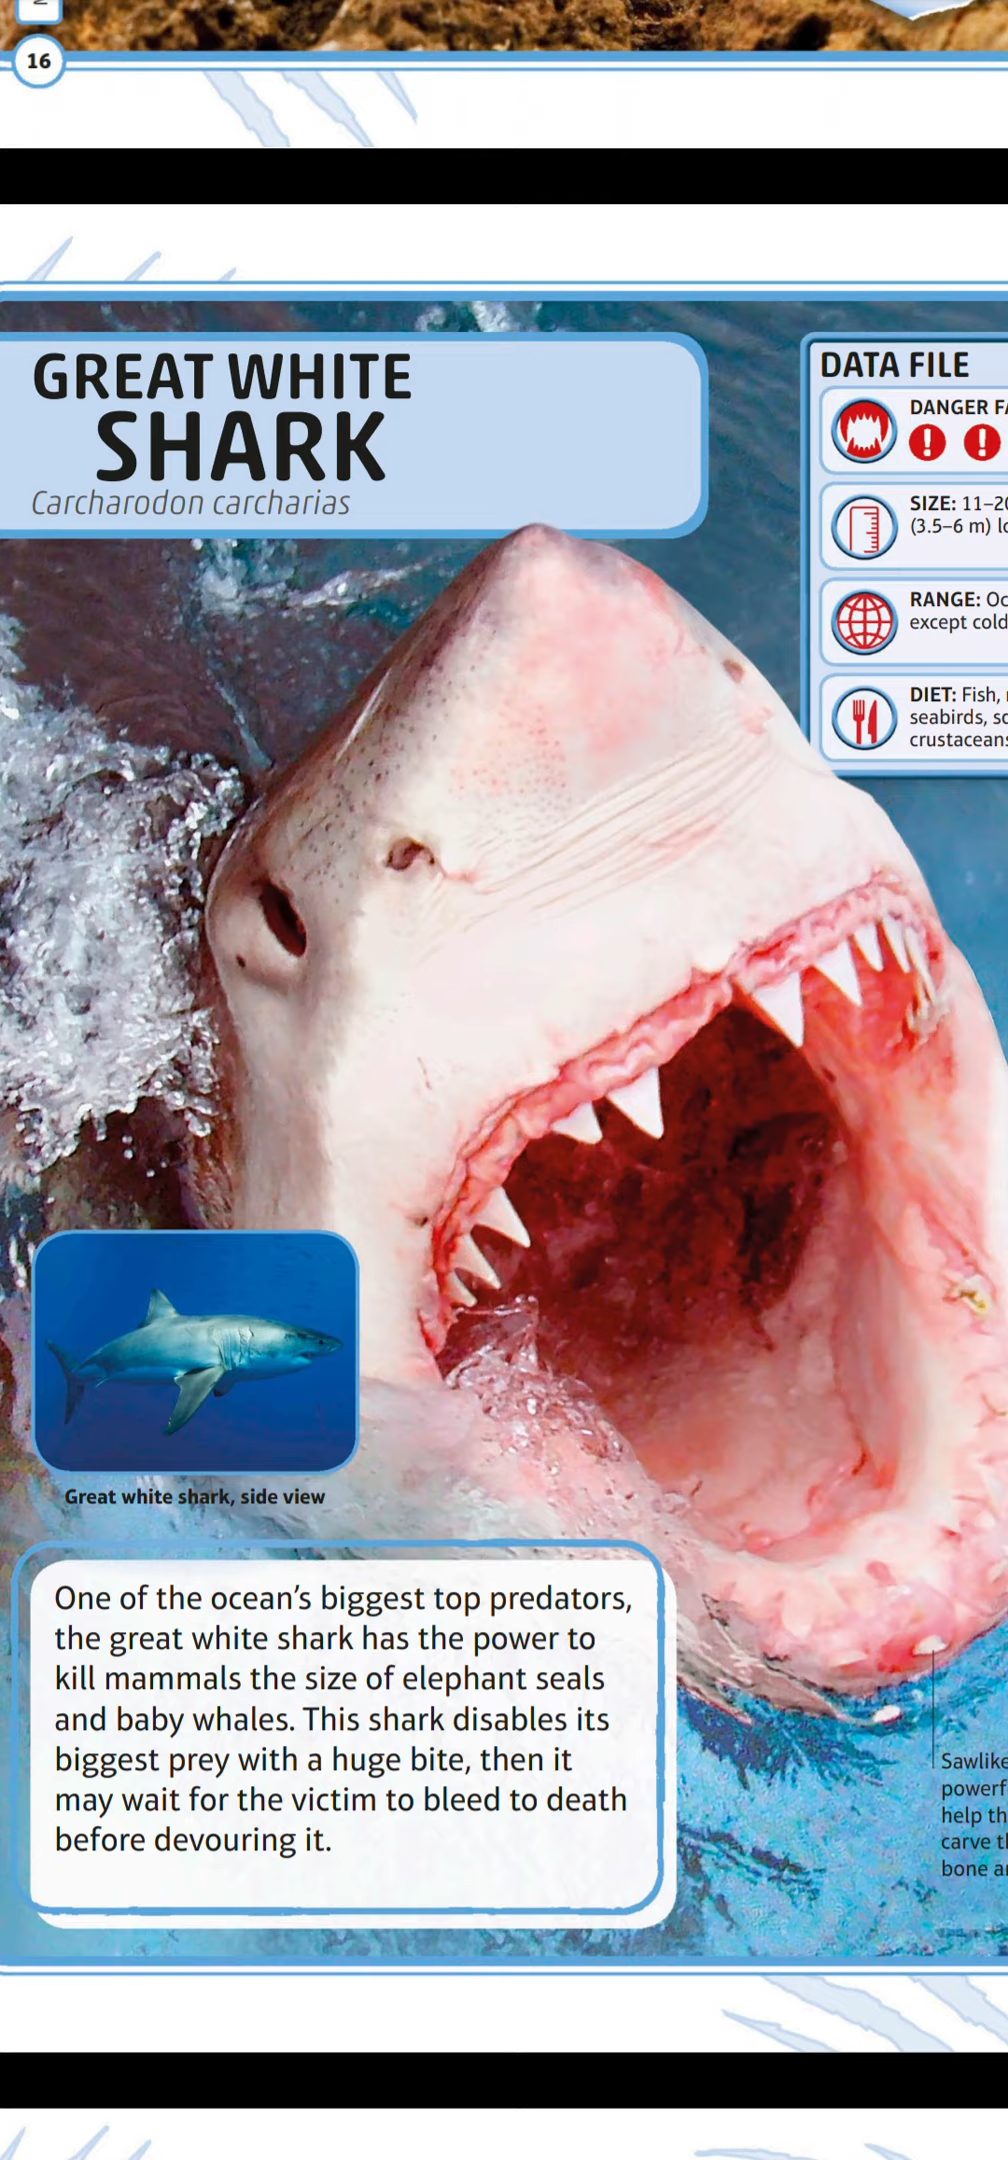 16
GREAT WHITE
SHARK
Carcharodon carcharias
DATA FILE
DANGER
SIZE:
(3.5–6 m)
RANGE:
except cold
DIET: Fish,
seabirds,
crustaceans
Great white shark, side view
One of the ocean’s biggest top predators,
the great white shark has the power to
kill mammals the size of elephant seals
and baby whales. This shark disables its
biggest prey with a huge bite, then it
may wait for the victim to bleed to death
before devouring it.
Sawlike
help
carve
bone